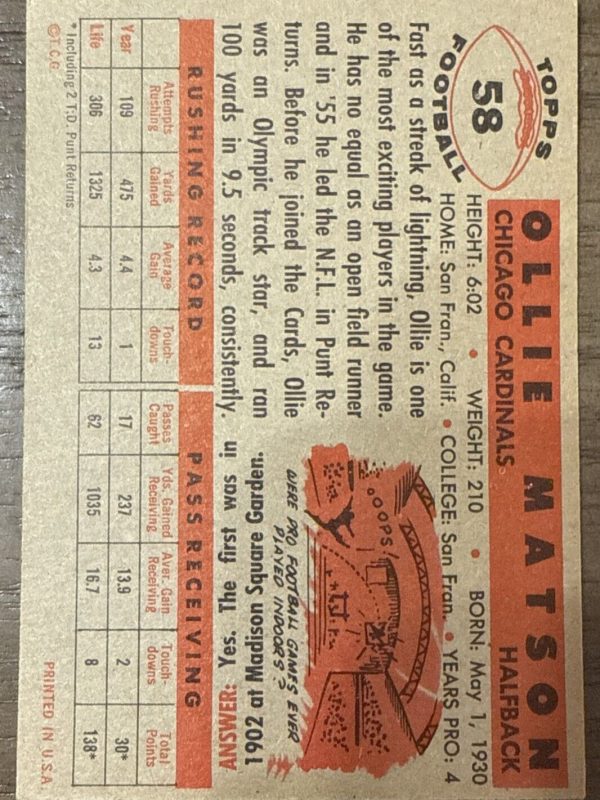 TOPPS
58
FOOTBALL
OLLIE MATSON
CHICAGO CARDINALS HALFBACK
HEIGHT: 6:02 • WEIGHT: 210 • BORN: May 1, 1930
HOME: San Fran., Calif. • COLLEGE: San Fran. • YEARS PRO: 4
Fast as a streak of lightning, Ollie is one
of the most exciting players in the game.
He has no equal as an open field runner
and in '55 he led the N.F.L. in Punt Re-
turns. Before he joined the Cards, Ollie
was an Olympic track star, and ran
100 yards in 9.5 seconds, consistently.
OOPS!
WERE PRO FOOTBALL GAMES EVER
PLAYED INDOORS?
ANSWER: Yes. The first was in
1902 at Madison Square Garden.
RUSHING RECORD PASS RECEIVING
Attempts Rushing Yards Gained Average Gain Touch-downs Passes Caught Yds. Gained Receiving Aver. Gain Receiving Touch-downs Total Points
Year 109 475 4.4 1 17 237 13.9 2 30*
Life 306 1325 4.3 13 62 1035 16.7 8 138*
* Including 2 T.D. Punt Returns
©T.C.G. PRINTED IN U.S.A.